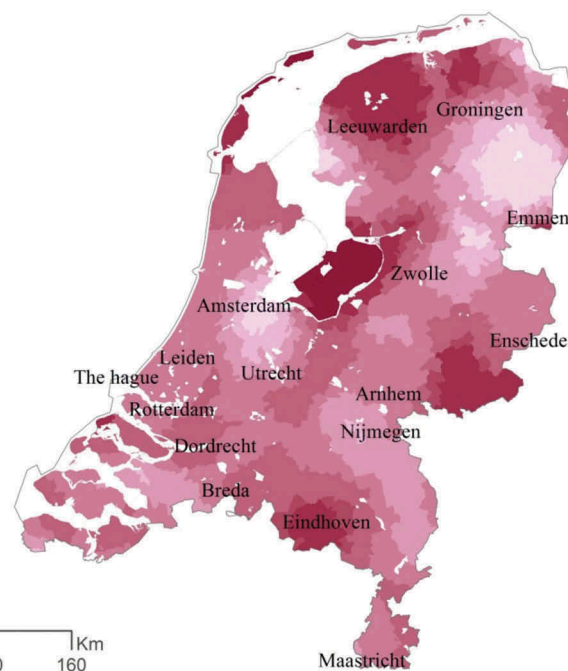 Groningen
Leeuwarden
Emmen
Zwolle
Amsterdam
Enschede
Leiden
The hague
Utrecht
Arnhem
Rotterdam
Nijmegen
Dordrecht
Breda
Eindhoven
Km
160
Maastricht